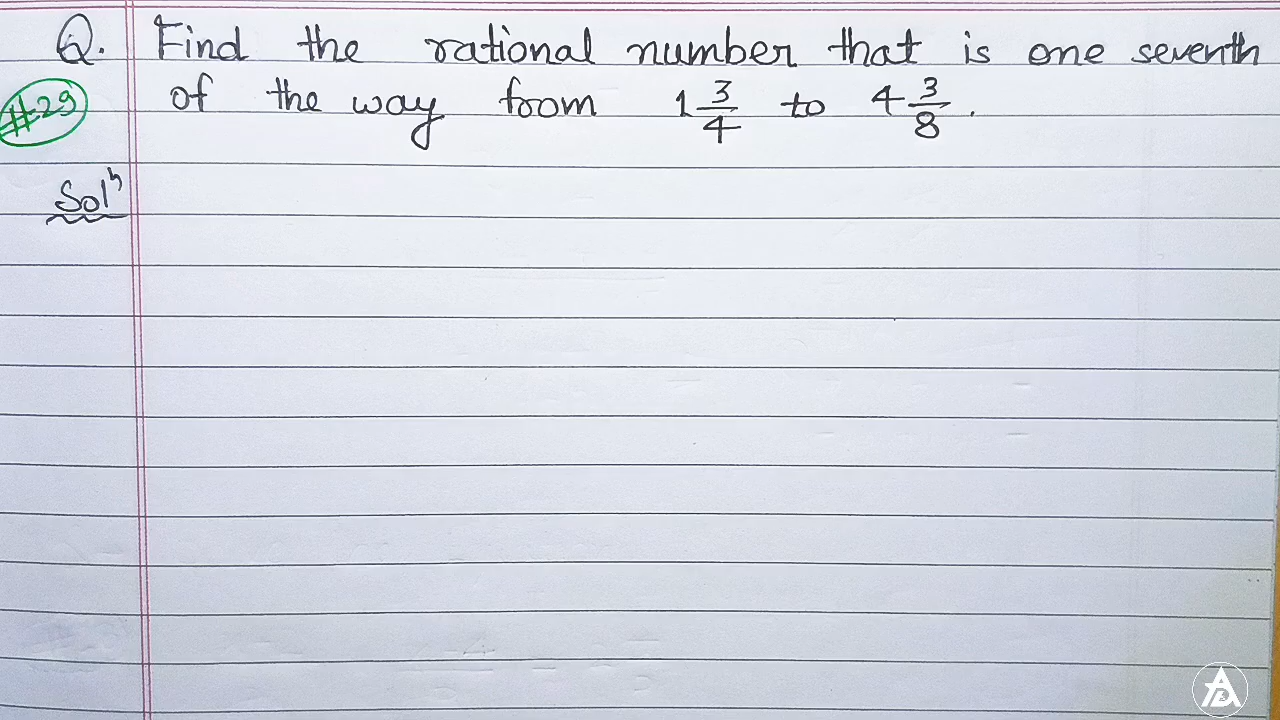 Q. Find the rational number that is one seventh
#29 of the way from 1 3/4 to 4 3/8.
Solⁿ